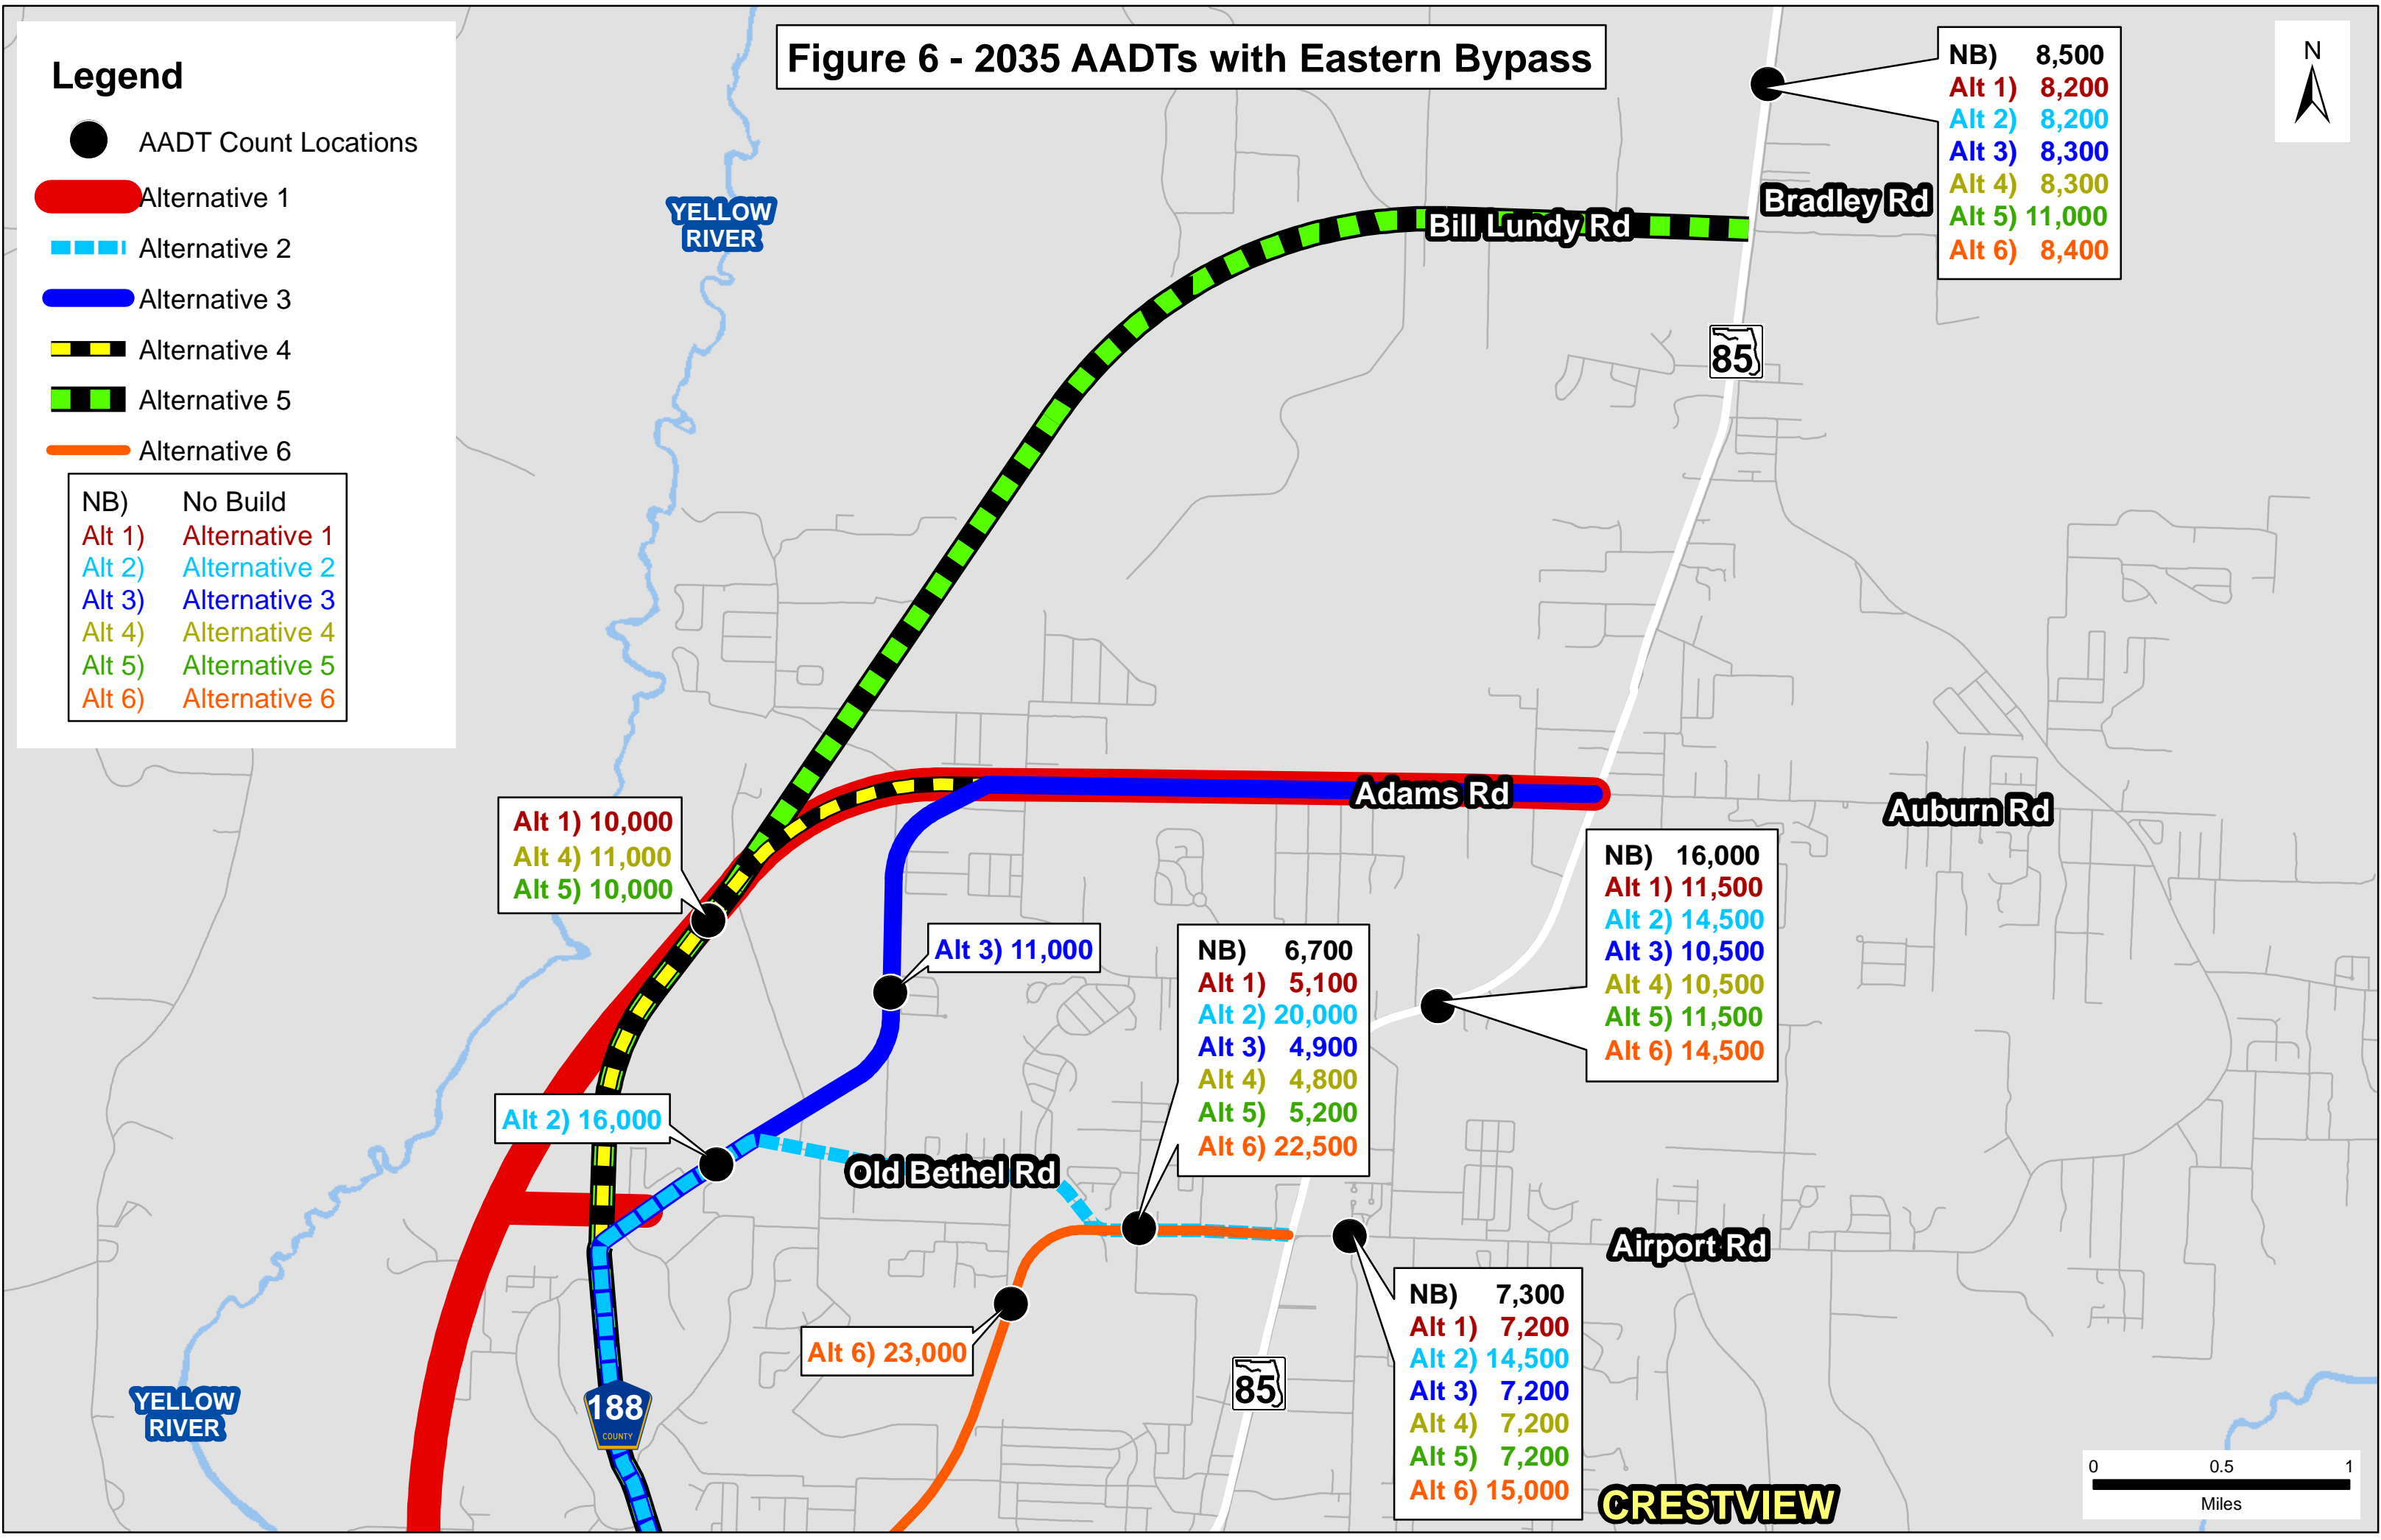 Figure 6 - 2035 AADTs with Eastern Bypass
Legend
AADT Count Locations
Alternative 1
Alternative 2
Alternative 3
Alternative 4
Alternative 5
Alternative 6
NB) No Build
Alt 1) Alternative 1
Alt 2) Alternative 2
Alt 3) Alternative 3
Alt 4) Alternative 4
Alt 5) Alternative 5
Alt 6) Alternative 6
YELLOW
RIVER
N
NB) 8,500
Alt 1) 8,200
Alt 2) 8,200
Alt 3) 8,300
Alt 4) 8,300
Alt 5) 11,000
Alt 6) 8,400
Bradley Rd
Bill Lundy Rd
85
Adams Rd
Auburn Rd
Alt 1) 10,000
Alt 4) 11,000
Alt 5) 10,000
Alt 3) 11,000
NB) 6,700
Alt 1) 5,100
Alt 2) 20,000
Alt 3) 4,900
Alt 4) 4,800
Alt 5) 5,200
Alt 6) 22,500
NB) 16,000
Alt 1) 11,500
Alt 2) 14,500
Alt 3) 10,500
Alt 4) 10,500
Alt 5) 11,500
Alt 6) 14,500
Alt 2) 16,000
Old Bethel Rd
Airport Rd
Alt 6) 23,000
NB) 7,300
Alt 1) 7,200
Alt 2) 14,500
Alt 3) 7,200
Alt 4) 7,200
Alt 5) 7,200
Alt 6) 15,000
85
YELLOW
RIVER
188
COUNTY
CRESTVIEW
0 0.5 1
Miles